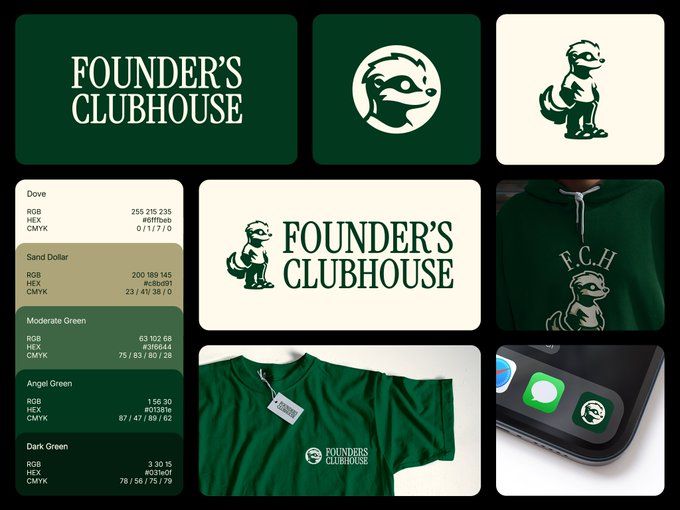 FOUNDER'S
CLUBHOUSE
Dove
RGB 255 215 235
HEX #6fffbeb
CMYK 0 / 1 / 7 / 0
Sand Dollar
RGB 200 189 145
HEX #c8bd91
CMYK 23 / 41/ 38 / 0
Moderate Green
RGB 63 102 68
HEX #3f6644
CMYK 75 / 83 / 80 / 28
Angel Green
RGB 1 56 30
HEX #01381e
CMYK 87 / 47 / 89 / 62
Dark Green
RGB 3 30 15
HEX #031e0f
CMYK 78 / 56 / 75 / 79
FOUNDER'S
CLUBHOUSE
F.C.H
FOUNDERS
CLUBHOUSE
FOUNDERS
CLUBHOUSE